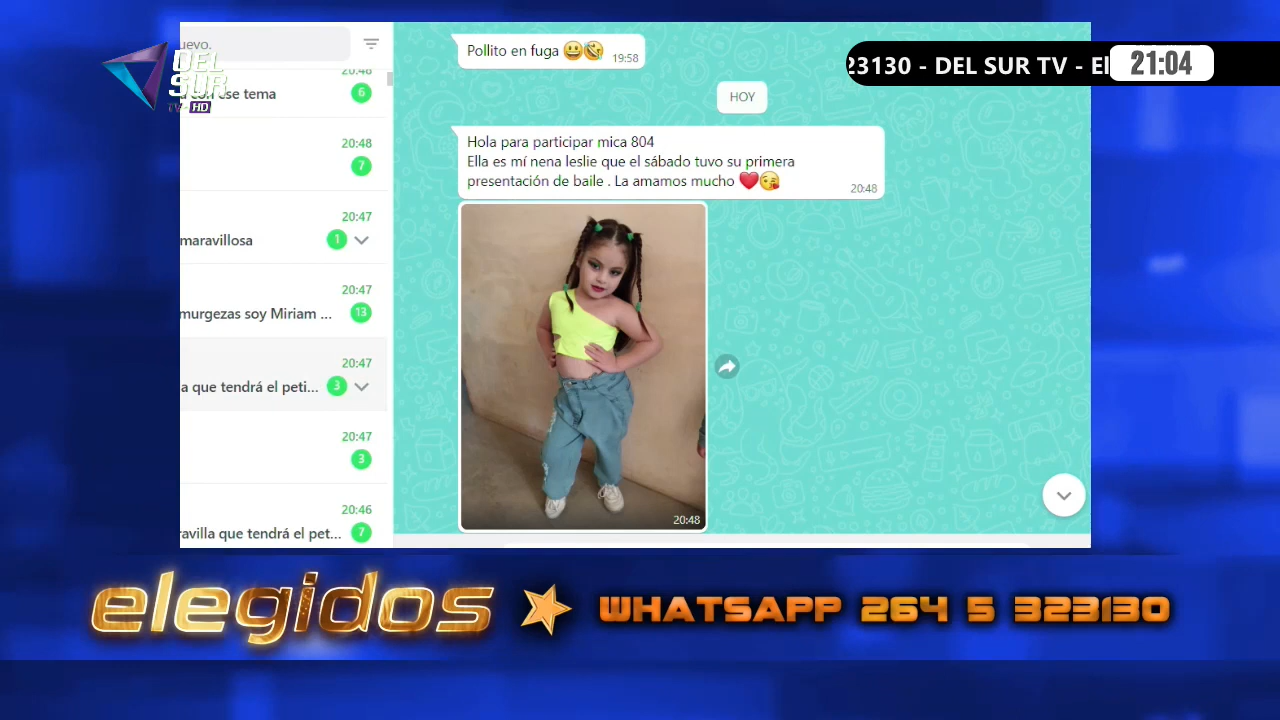 uevo.
DEL
SUR
TV - HD
20:48
ese tema
6
20:48
7
20:47
maravillosa
1
20:47
murgezas soy Miriam ...
13
20:47
a que tendrá el peti...
3
20:47
3
20:46
avilla que tendrá el pet...
7
Pollito en fuga 😃🤣
19:58
HOY
Hola para participar mica 804
Ella es mí nena leslie que el sábado tuvo su primera
presentación de baile . La amamos mucho ❤️😘
20:48
20:48
23130 - DEL SUR TV - El
21:04
elegidos
WHATSAPP 264 5 323130